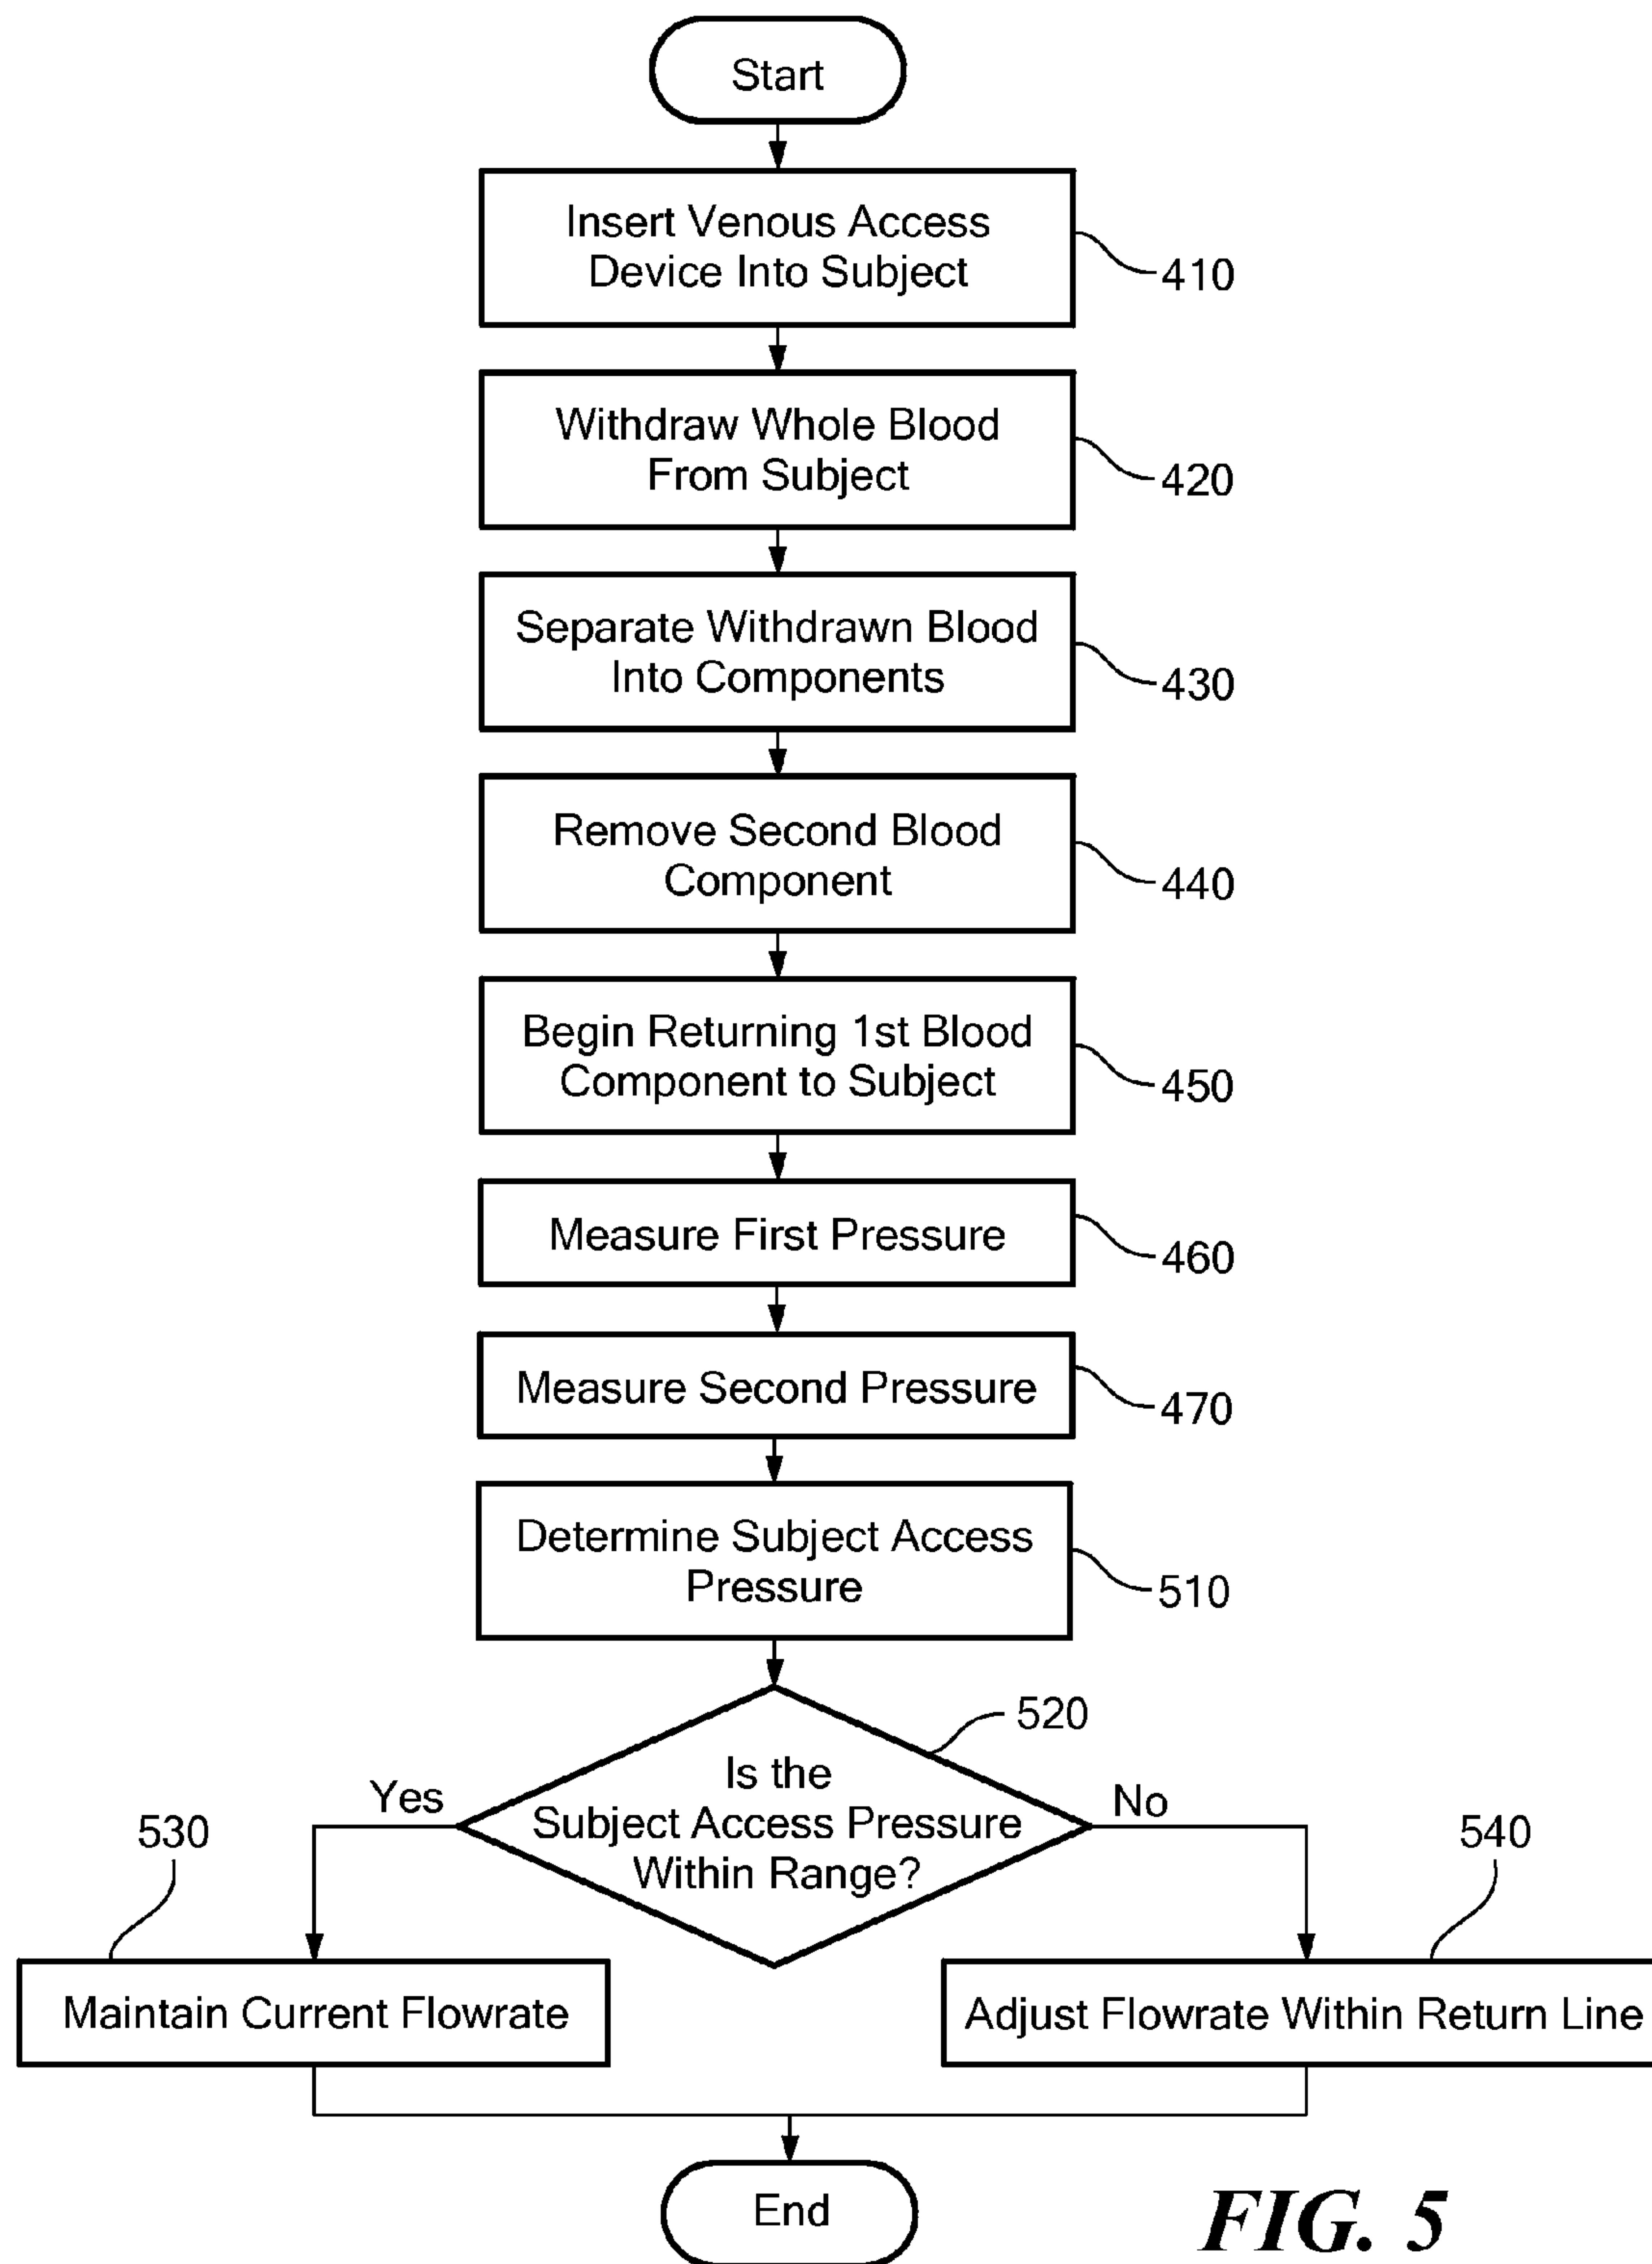 Start
Insert Venous Access
Device Into Subject
410
Withdraw Whole Blood
From Subject
420
Separate Withdrawn Blood
Into Components
430
Remove Second Blood
Component
440
Begin Returning 1st Blood
Component to Subject
450
Measure First Pressure
460
Measure Second Pressure
470
Determine Subject Access
Pressure
510
520
Is the
Subject Access Pressure
Within Range?
Yes
No
530
540
Maintain Current Flowrate
Adjust Flowrate Within Return Line
End
FIG. 5